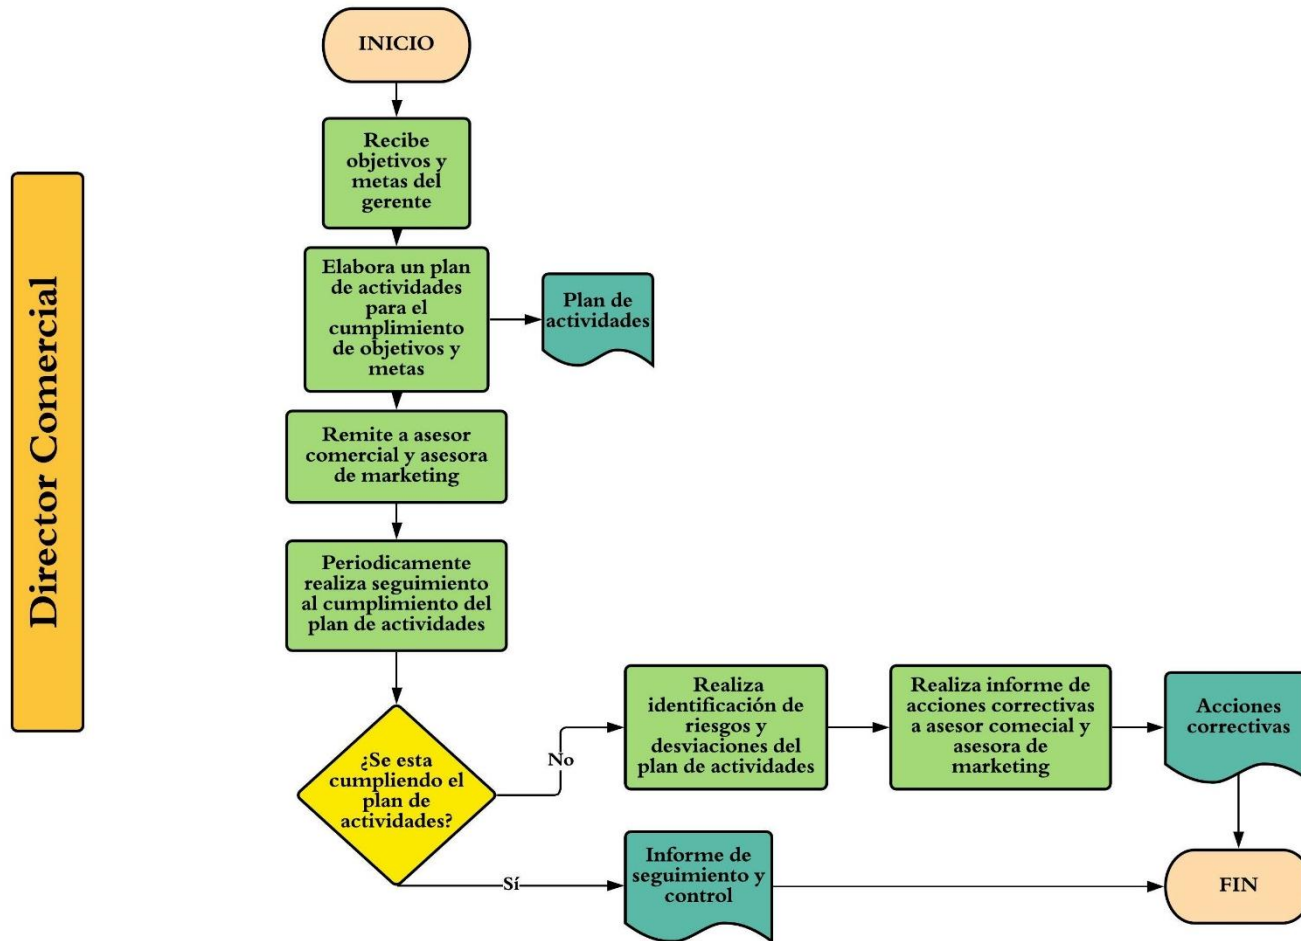 INICIO
Recibe
objetivos y
metas del
gerente
Director Comercial
Elabora un plan
de actividades
para el
cumplimiento
de objetivos y
metas
Plan de
actividades
Remite a asesor
comercial y asesora
de marketing
Periodicamente
realiza seguimiento
al cumplimiento del
plan de actividades
¿Se esta
cumpliendo el
plan de
actividades?
No
Realiza
identificación de
riesgos y
desviaciones del
plan de actividades
Realiza informe de
acciones correctivas
a asesor comecial y
asesora de
marketing
Acciones
correctivas
Sí
Informe de
seguimiento y
control
FIN